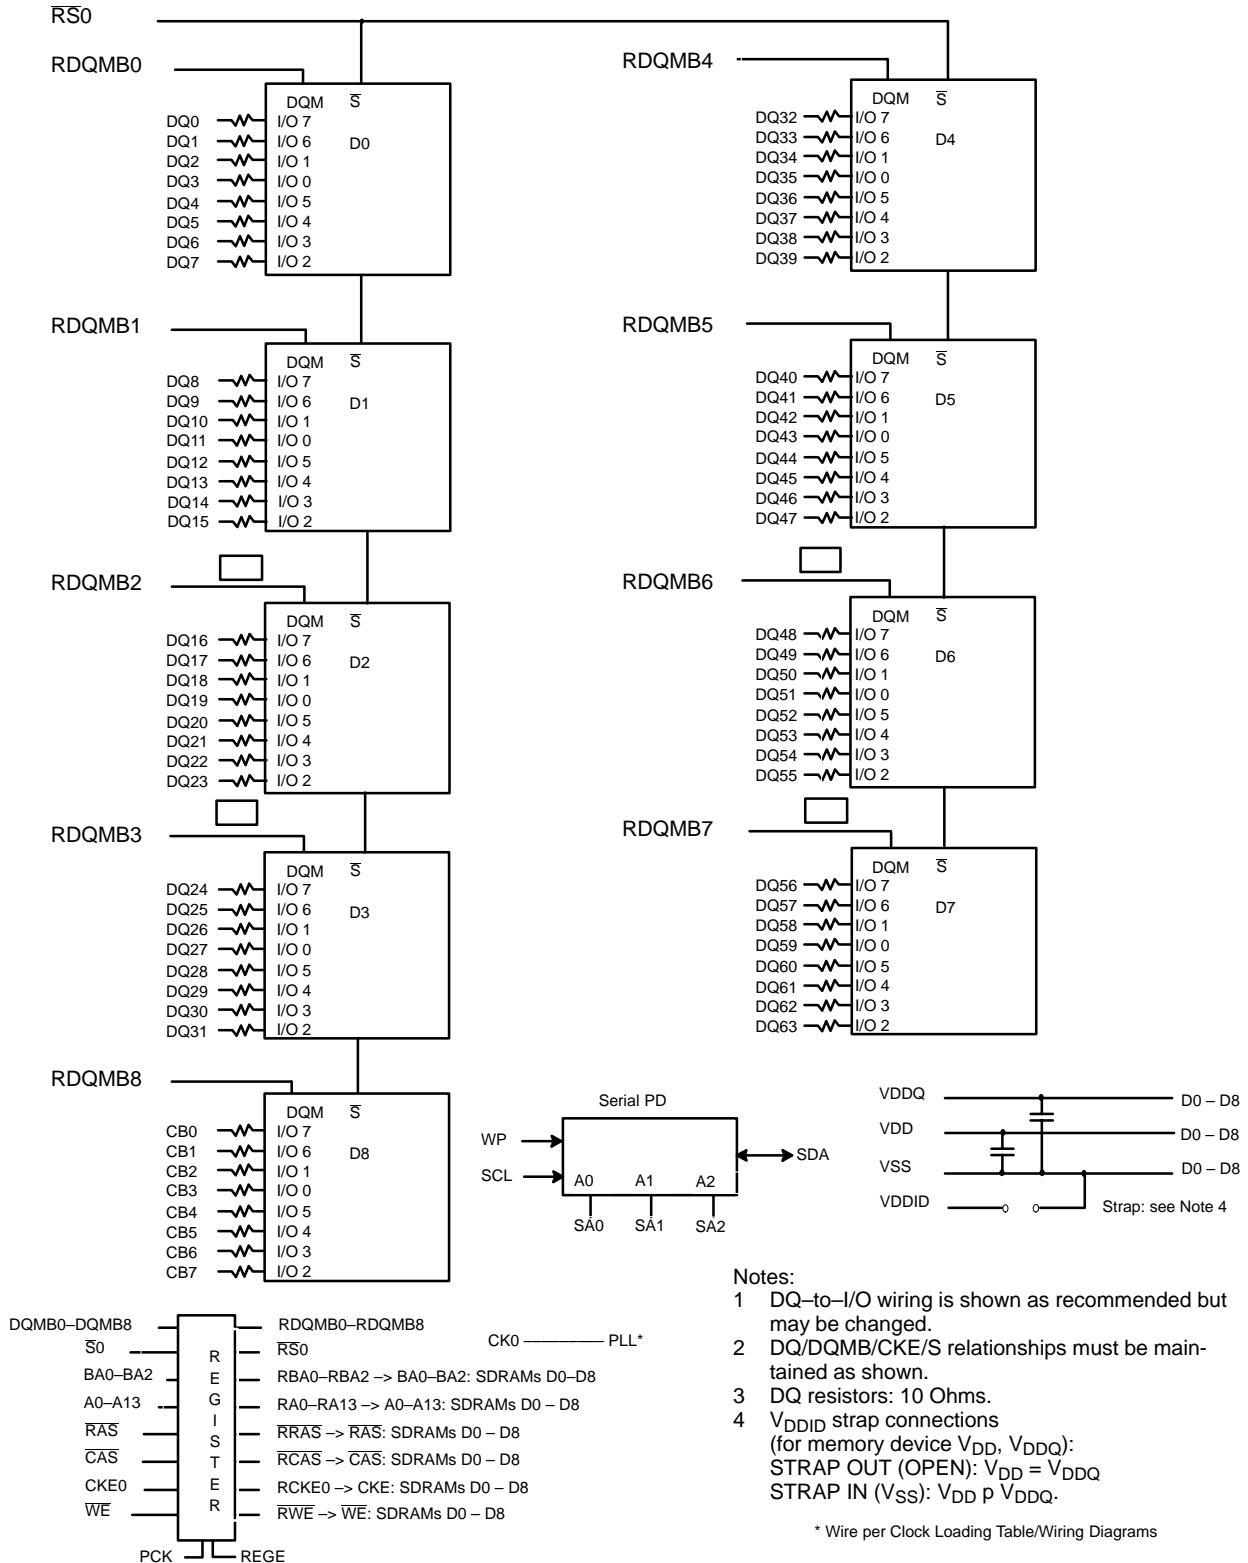 R̅S̅0
RDQMB0
DQM S̅
D0
DQ0 I/O 7
DQ1 I/O 6
DQ2 I/O 1
DQ3 I/O 0
DQ4 I/O 5
DQ5 I/O 4
DQ6 I/O 3
DQ7 I/O 2
RDQMB4
DQM S̅
D4
DQ32 I/O 7
DQ33 I/O 6
DQ34 I/O 1
DQ35 I/O 0
DQ36 I/O 5
DQ37 I/O 4
DQ38 I/O 3
DQ39 I/O 2
RDQMB1
DQM S̅
D1
DQ8 I/O 7
DQ9 I/O 6
DQ10 I/O 1
DQ11 I/O 0
DQ12 I/O 5
DQ13 I/O 4
DQ14 I/O 3
DQ15 I/O 2
RDQMB5
DQM S̅
D5
DQ40 I/O 7
DQ41 I/O 6
DQ42 I/O 1
DQ43 I/O 0
DQ44 I/O 5
DQ45 I/O 4
DQ46 I/O 3
DQ47 I/O 2
RDQMB2
DQM S̅
D2
DQ16 I/O 7
DQ17 I/O 6
DQ18 I/O 1
DQ19 I/O 0
DQ20 I/O 5
DQ21 I/O 4
DQ22 I/O 3
DQ23 I/O 2
RDQMB6
DQM S̅
D6
DQ48 I/O 7
DQ49 I/O 6
DQ50 I/O 1
DQ51 I/O 0
DQ52 I/O 5
DQ53 I/O 4
DQ54 I/O 3
DQ55 I/O 2
RDQMB3
DQM S̅
D3
DQ24 I/O 7
DQ25 I/O 6
DQ26 I/O 1
DQ27 I/O 0
DQ28 I/O 5
DQ29 I/O 4
DQ30 I/O 3
DQ31 I/O 2
RDQMB7
DQM S̅
D7
DQ56 I/O 7
DQ57 I/O 6
DQ58 I/O 1
DQ59 I/O 0
DQ60 I/O 5
DQ61 I/O 4
DQ62 I/O 3
DQ63 I/O 2
RDQMB8
DQM S̅
D8
CB0 I/O 7
CB1 I/O 6
CB2 I/O 1
CB3 I/O 0
CB4 I/O 5
CB5 I/O 4
CB6 I/O 3
CB7 I/O 2
Serial PD
WP
SCL
SDA
A0 A1 A2
SA0 SA1 SA2
VDDQ D0 – D8
VDD D0 – D8
VSS D0 – D8
VDDID Strap: see Note 4
DQMB0–DQMB8 RDQMB0–RDQMB8
S̅0 R̅S̅0
BA0–BA2 RBA0–RBA2 –> BA0–BA2: SDRAMs D0–D8
A0–A13 RA0–RA13 –> A0–A13: SDRAMs D0 – D8
R̅A̅S̅ R̅R̅A̅S̅ –> R̅A̅S̅: SDRAMs D0 – D8
C̅A̅S̅ R̅C̅A̅S̅ –> C̅A̅S̅: SDRAMs D0 – D8
CKE0 RCKE0 –> CKE: SDRAMs D0 – D8
W̅E̅ R̅W̅E̅ –> W̅E̅: SDRAMs D0 – D8
REGISTER
PCK REGE
CK0 ————— PLL*
Notes:
1 DQ–to–I/O wiring is shown as recommended but
may be changed.
2 DQ/DQMB/CKE/S relationships must be main-
tained as shown.
3 DQ resistors: 10 Ohms.
4 VDDID strap connections
(for memory device VDD, VDDQ):
STRAP OUT (OPEN): VDD = VDDQ
STRAP IN (VSS): VDD p VDDQ.
* Wire per Clock Loading Table/Wiring Diagrams